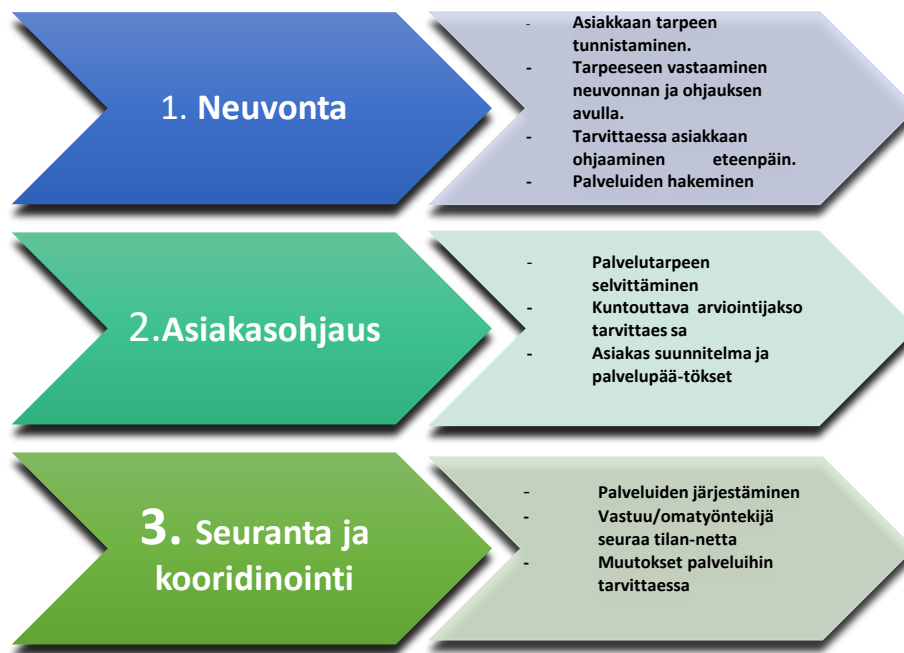 1. Neuvonta
- Asiakkaan tarpeen
tunnistaminen.
- Tarpeeseen vastaaminen
neuvonnan ja ohjauksen
avulla.
- Tarvittaessa asiakkaan
ohjaaminen eteenpäin.
- Palveluiden hakeminen
2.Asiakasohjaus
- Palvelutarpeen
selvittäminen
- Kuntouttava arviointijakso
tarvittaes sa
- Asiakas suunnitelma ja
palvelupää-tökset
3. Seuranta ja
kooridinointi
- Palveluiden järjestäminen
- Vastuu/omatyöntekijä
seuraa tilan-netta
- Muutokset palveluihin
tarvittaessa